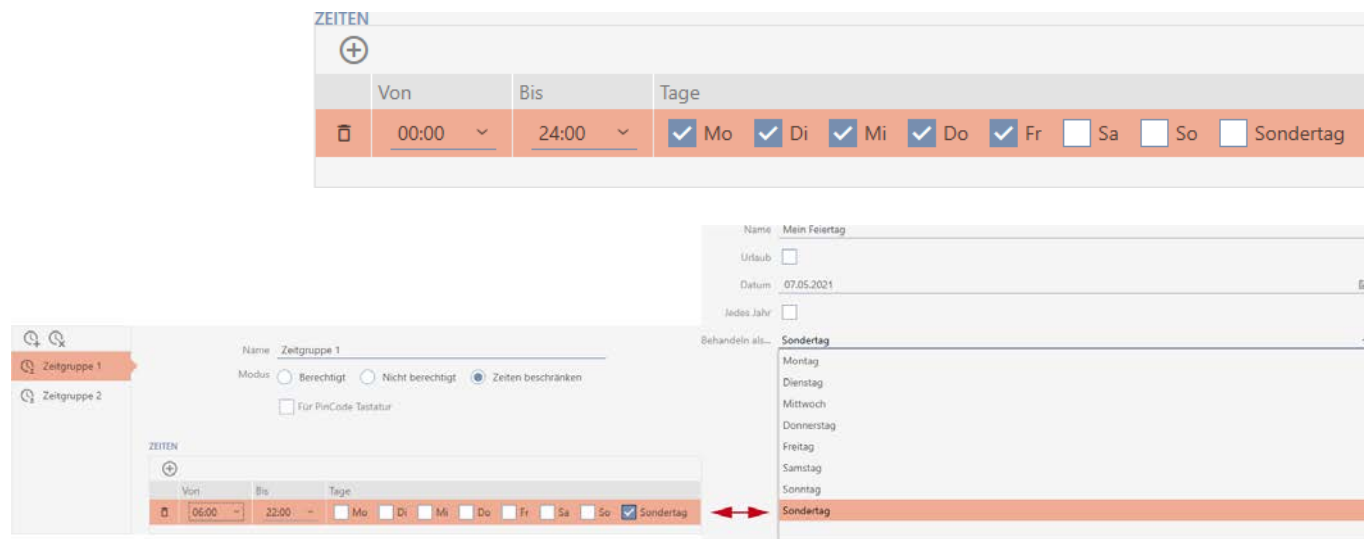 ZEITEN
Von Bis Tage
00:00 24:00 Mo Di Mi Do Fr Sa So Sondertag
Name Mein Feiertag
Urlaub
Datum 07.05.2021
Jedes Jahr
Behandeln als... Sondertag
Montag
Dienstag
Mittwoch
Donnerstag
Freitag
Samstag
Sonntag
Sondertag
Zeitgruppe 1
Zeitgruppe 2
Name Zeitgruppe 1
Modus Berechtigt Nicht berechtigt Zeiten beschränken
Für PinCode Tastatur
ZEITEN
Von Bis Tage
06:00 22:00 Mo Di Mi Do Fr Sa So Sondertag